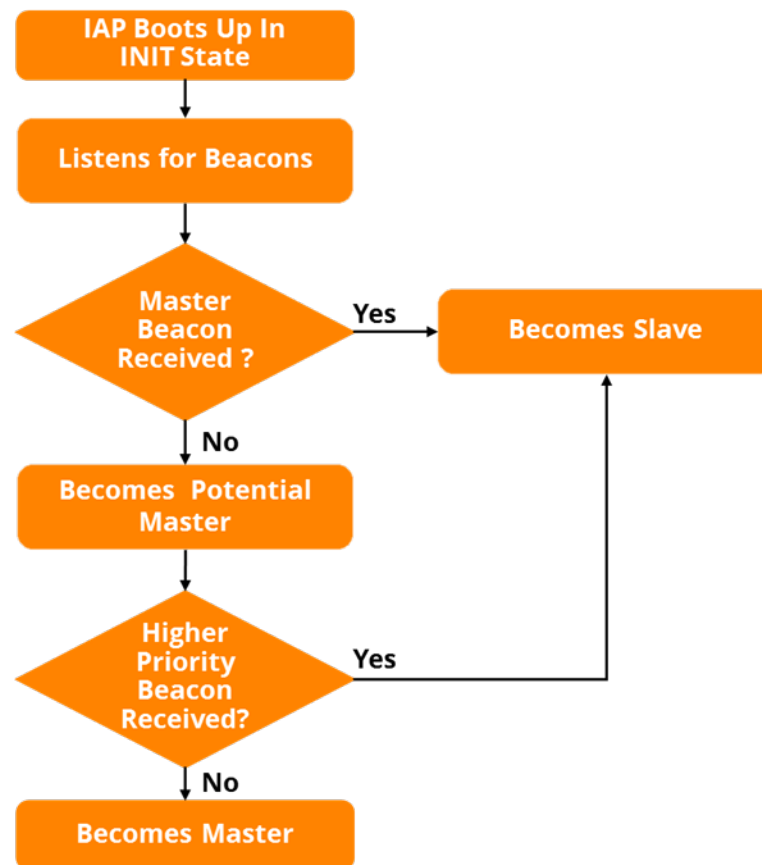 IAP Boots Up In
INIT State
Listens for Beacons
Master
Beacon
Received ?
Yes
Becomes Slave
No
Becomes Potential
Master
Higher
Priority
Beacon
Received?
Yes
No
Becomes Master